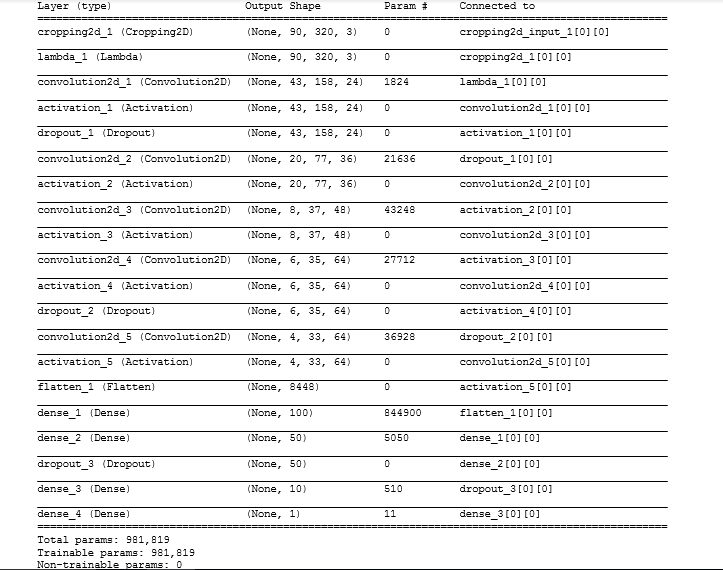 Layer (type) Output Shape Param # Connected to
====================================================================================================
cropping2d_1 (Cropping2D) (None, 90, 320, 3) 0 cropping2d_input_1[0][0]
lambda_1 (Lambda) (None, 90, 320, 3) 0 cropping2d_1[0][0]
convolution2d_1 (Convolution2D) (None, 43, 158, 24) 1824 lambda_1[0][0]
activation_1 (Activation) (None, 43, 158, 24) 0 convolution2d_1[0][0]
dropout_1 (Dropout) (None, 43, 158, 24) 0 activation_1[0][0]
convolution2d_2 (Convolution2D) (None, 20, 77, 36) 21636 dropout_1[0][0]
activation_2 (Activation) (None, 20, 77, 36) 0 convolution2d_2[0][0]
convolution2d_3 (Convolution2D) (None, 8, 37, 48) 43248 activation_2[0][0]
activation_3 (Activation) (None, 8, 37, 48) 0 convolution2d_3[0][0]
convolution2d_4 (Convolution2D) (None, 6, 35, 64) 27712 activation_3[0][0]
activation_4 (Activation) (None, 6, 35, 64) 0 convolution2d_4[0][0]
dropout_2 (Dropout) (None, 6, 35, 64) 0 activation_4[0][0]
convolution2d_5 (Convolution2D) (None, 4, 33, 64) 36928 dropout_2[0][0]
activation_5 (Activation) (None, 4, 33, 64) 0 convolution2d_5[0][0]
flatten_1 (Flatten) (None, 8448) 0 activation_5[0][0]
dense_1 (Dense) (None, 100) 844900 flatten_1[0][0]
dense_2 (Dense) (None, 50) 5050 dense_1[0][0]
dropout_3 (Dropout) (None, 50) 0 dense_2[0][0]
dense_3 (Dense) (None, 10) 510 dropout_3[0][0]
dense_4 (Dense) (None, 1) 11 dense_3[0][0]
====================================================================================================
Total params: 981,819
Trainable params: 981,819
Non-trainable params: 0